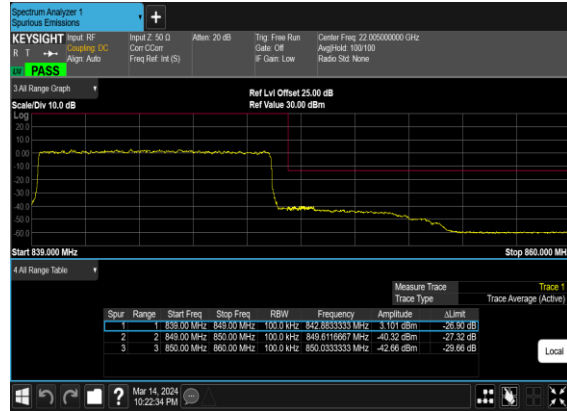 Spectrum Analyzer 1
Spurious Emissions
KEYSIGHT Input: RF Input Z: 50 Ω Atten: 20 dB Trig: Free Run Center Freq: 22.005000000 GHz
R T Coupling: DC Corr CCorr Gate: Off Avg|Hold: 100/100
Align: Auto Freq Ref: Int (S) IF Gain: Low Radio Std: None
PASS
3 All Range Graph
Ref Lvl Offset 25.00 dB
Scale/Div 10.0 dB Ref Value 30.00 dBm
Log
20.0
10.0
0.00
-10.0
-20.0
-30.0
-40.0
-50.0
-60.0
Start 839.000 MHz Stop 860.000 MH
4 All Range Table
Measure Trace Trace 1
Trace Type Trace Average (Active)
Spur Range Start Freq Stop Freq RBW Frequency Amplitude ΔLimit
1 1 839.00 MHz 849.00 MHz 100.0 kHz 842.8833333 MHz 3.101 dBm -26.90 dB
2 2 849.00 MHz 850.00 MHz 100.0 kHz 849.6116667 MHz -40.32 dBm -27.32 dB
3 3 850.00 MHz 860.00 MHz 100.0 kHz 850.0333333 MHz -42.66 dBm -29.66 dB
Local
? Mar 14, 2024
10:22:34 PM